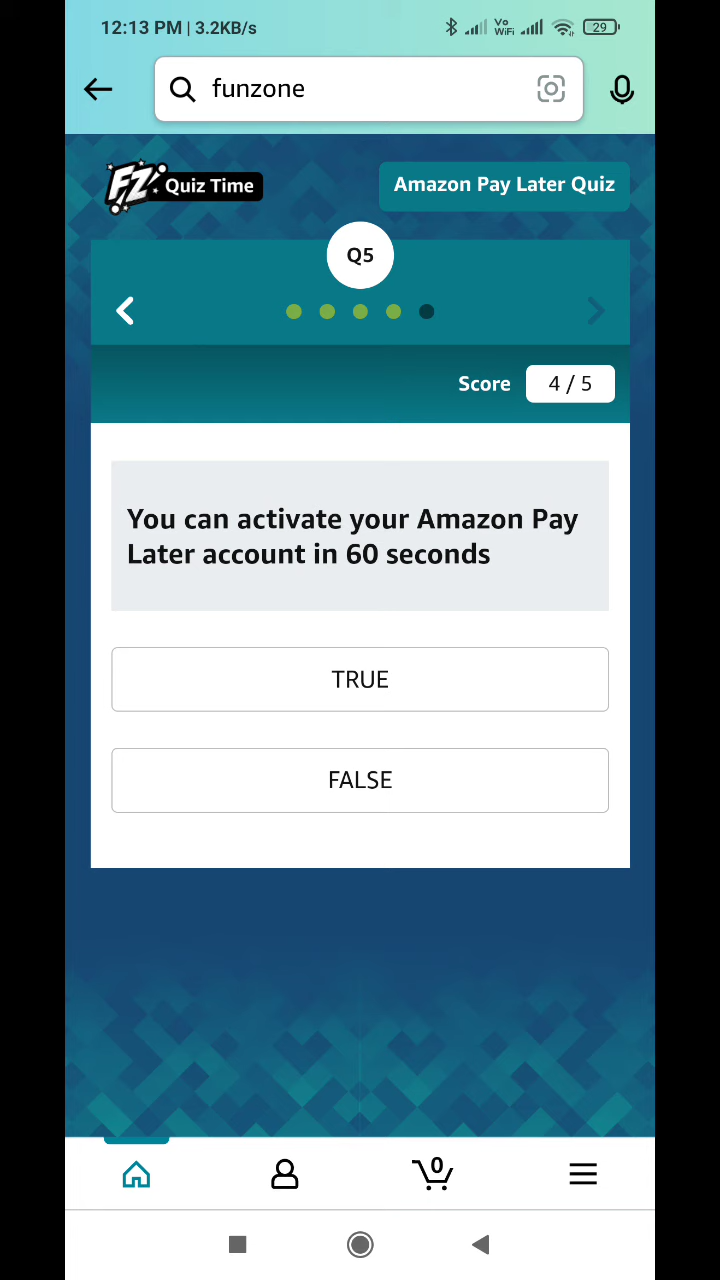 12:13 PM | 3.2KB/s Vo WiFi 29
funzone
FZ Quiz Time
Amazon Pay Later Quiz
Q5
Score 4 / 5
You can activate your Amazon Pay
Later account in 60 seconds
TRUE
FALSE
0